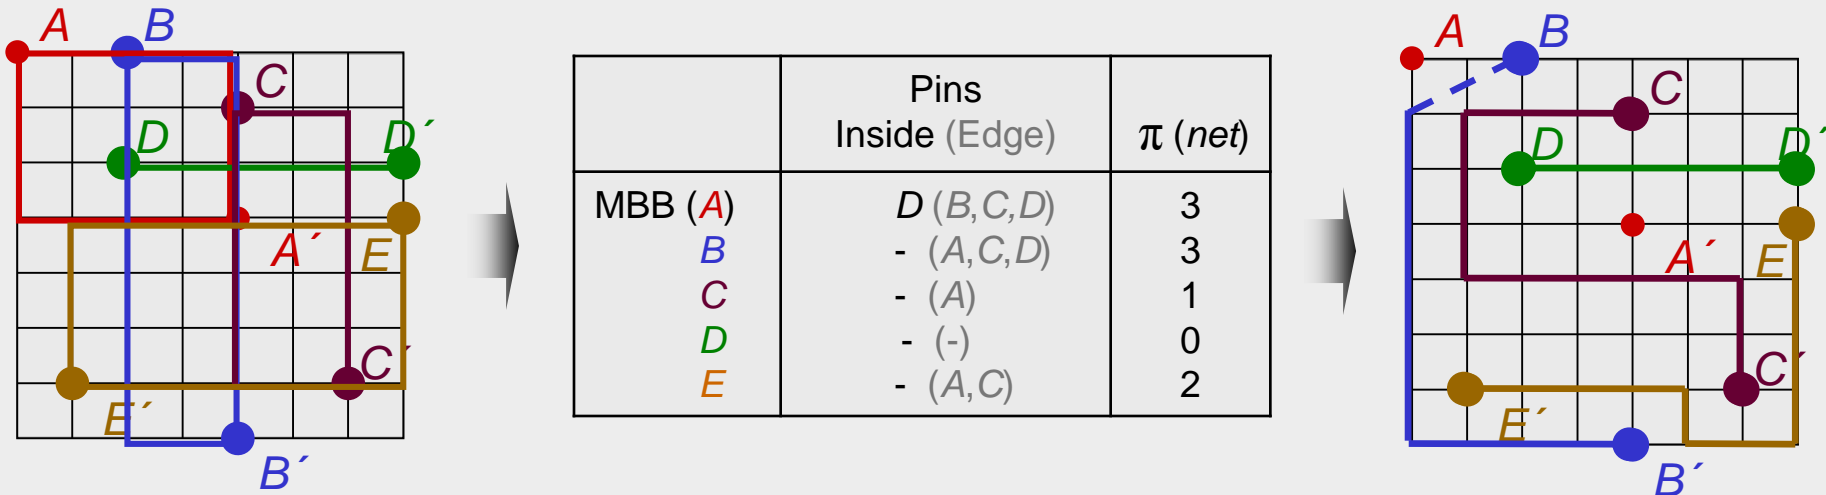 A
B
C
D
D´
A´
E
C´
E´
B´
Pins
Inside (Edge)
π (net)
MBB (A)
D (B,C,D)
3
B
- (A,C,D)
3
C
- (A)
1
D
- (-)
0
E
- (A,C)
2
A
B
C
D
D´
A´
E
C´
E´
B´